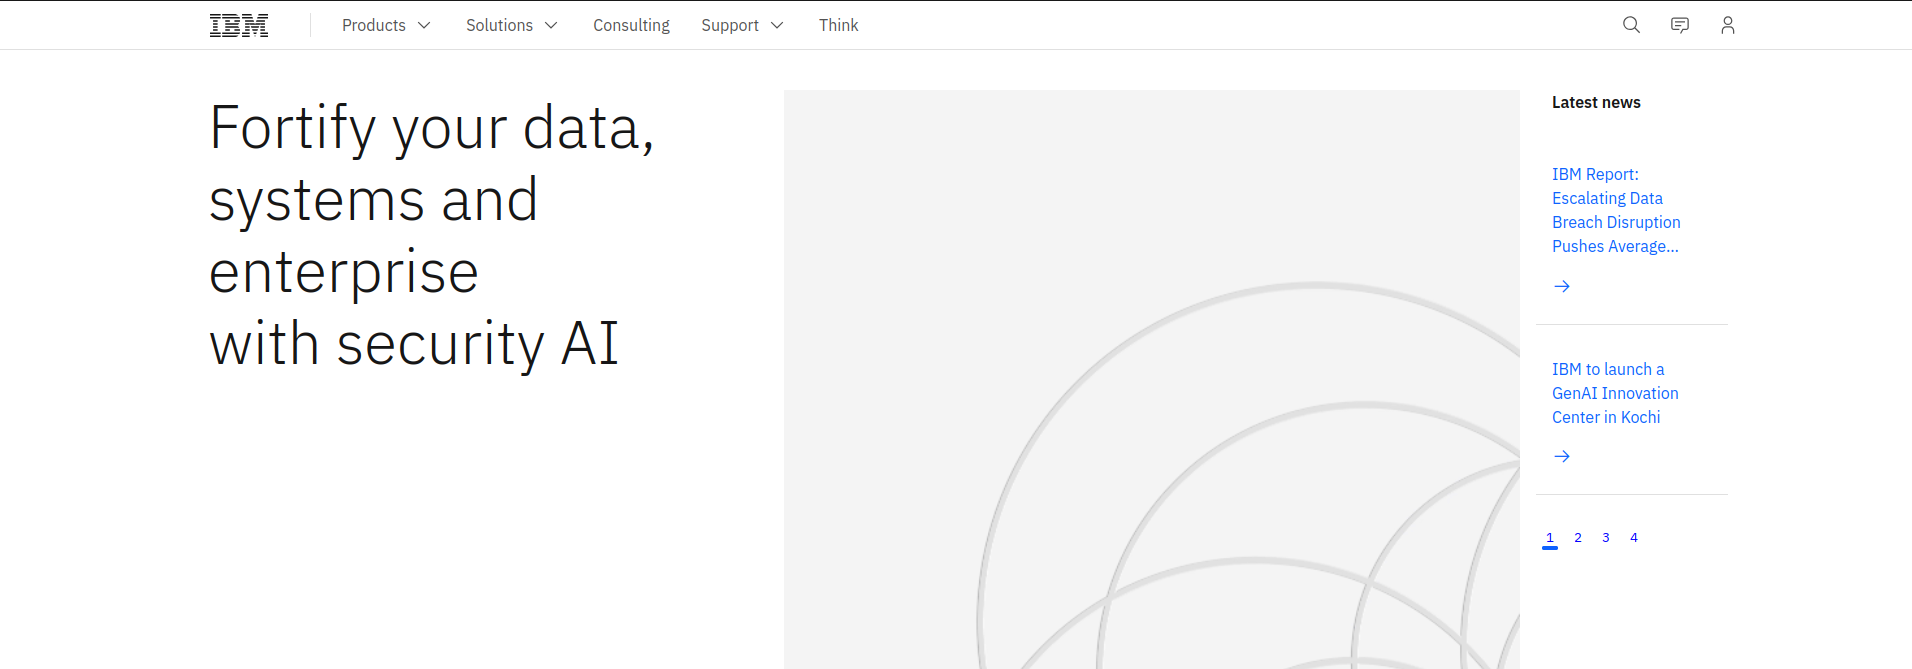 IBM
Products
Solutions
Consulting
Support
Think
Fortify your data,
systems and
enterprise
with security AI
Latest news
IBM Report:
Escalating Data
Breach Disruption
Pushes Average...
IBM to launch a
GenAI Innovation
Center in Kochi
1 2 3 4